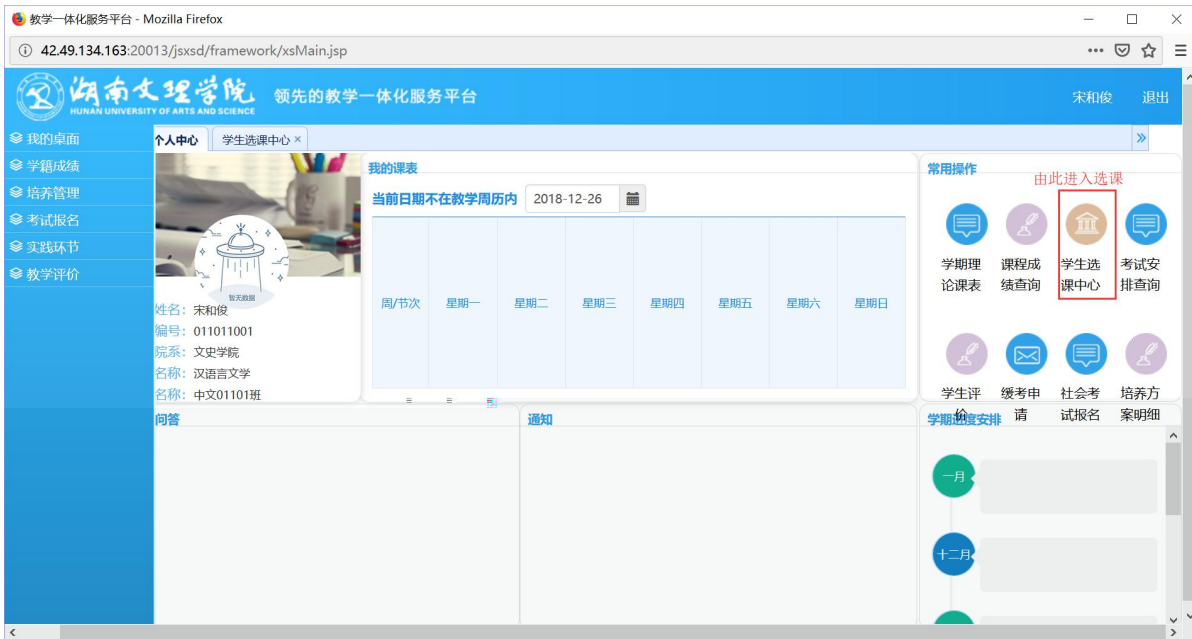 教学一体化服务平台 - Mozilla Firefox
42.49.134.163:20013/jsxsd/framework/xsMain.jsp
湖南文理学院
HUNAN UNIVERSITY OF ARTS AND SCIENCE
领先的教学一体化服务平台
宋和俊 退出
我的桌面
学籍成绩
培养管理
考试报名
实践环节
教学评价
个人中心 学生选课中心 ×
暂无数据
姓名: 宋和俊
编号: 011011001
院系: 文史学院
名称: 汉语言文学
名称: 中文01101班
我的课表
当前日期不在教学周历内 2018-12-26
周/节次 星期一 星期二 星期三 星期四 星期五 星期六 星期日
常用操作
由此进入选课
学期理论课表
课程成绩查询
学生选课中心
考试安排查询
学生评价
缓考申请
社会考试报名
培养方案明细
问答
通知
学期进度安排
一月
十二月